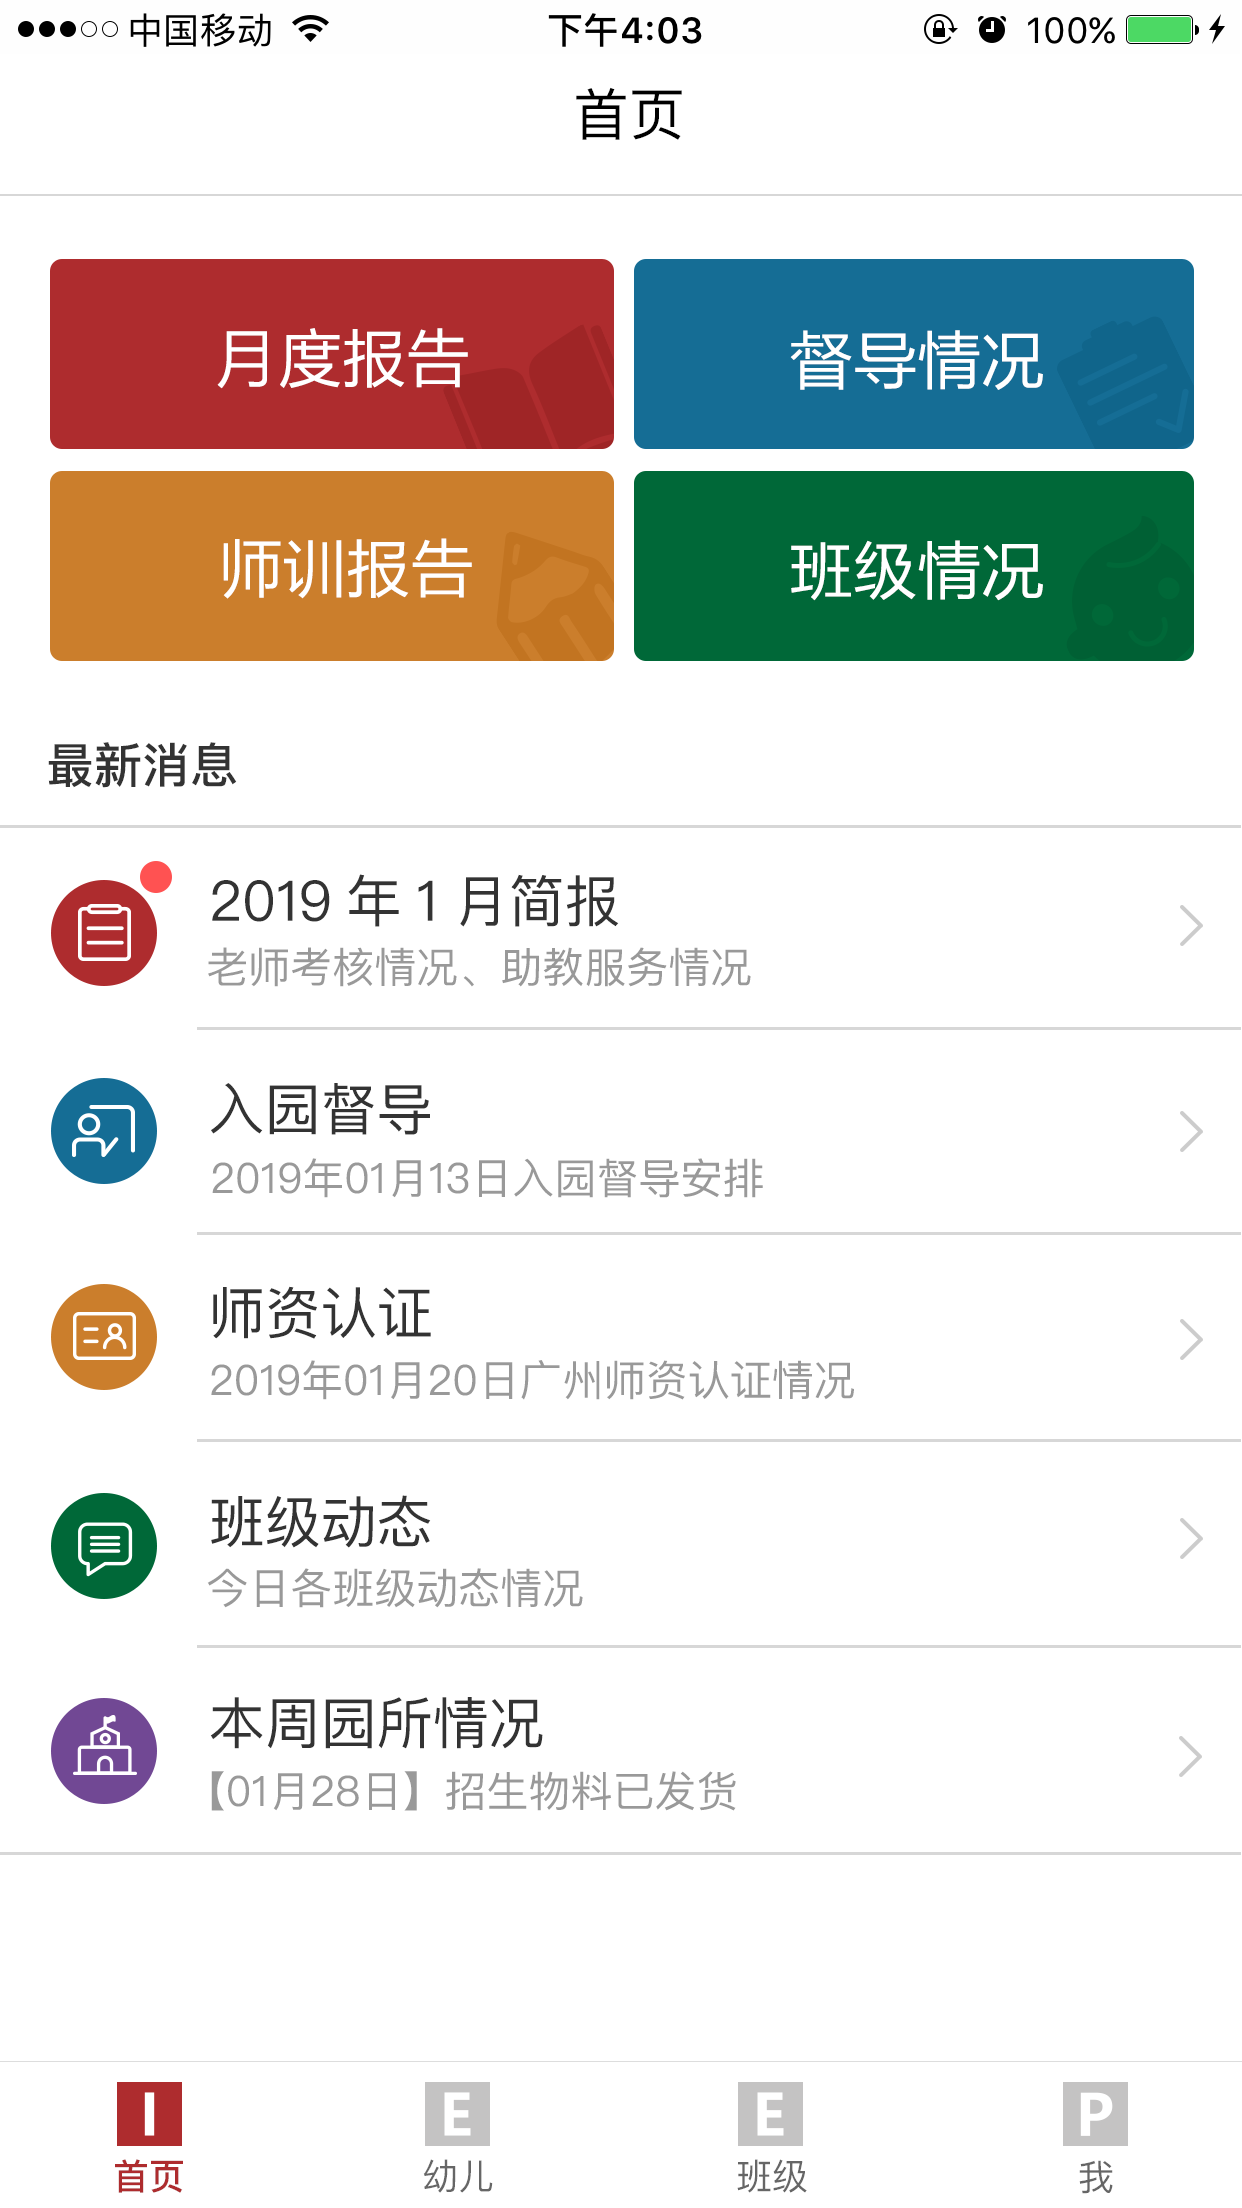 中国移动 下午4:03 100%
首页
月度报告 督导情况
师训报告 班级情况
最新消息
2019 年 1 月简报
老师考核情况、助教服务情况
入园督导
2019年01月13日入园督导安排
师资认证
2019年01月20日广州师资认证情况
班级动态
今日各班级动态情况
本周园所情况
【01月28日】招生物料已发货
I E E P
首页 幼儿 班级 我